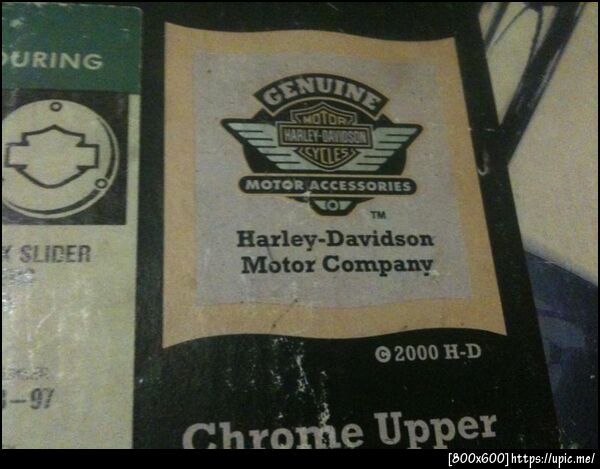 URING
SLIDER
-97
GENUINE
MOTOR
HARLEY-DAVIDSON
CYCLES
MOTOR ACCESSORIES
TM
Harley-Davidson
Motor Company
© 2000 H-D
Chrome Upper
[800x600]https://upic.me/